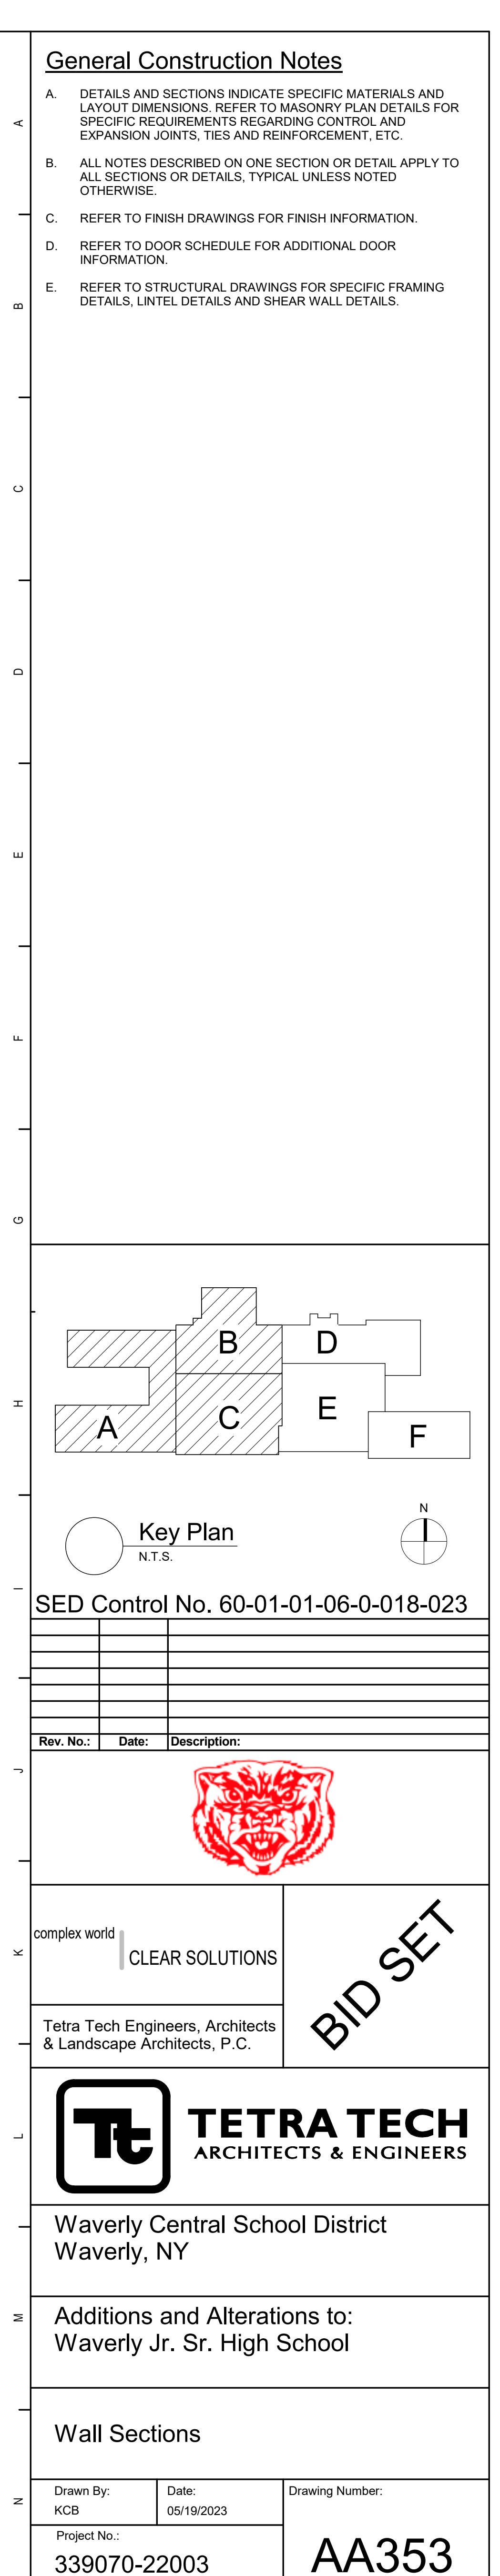 General Construction Notes
A. DETAILS AND SECTIONS INDICATE SPECIFIC MATERIALS AND
LAYOUT DIMENSIONS. REFER TO MASONRY PLAN DETAILS FOR
SPECIFIC REQUIREMENTS REGARDING CONTROL AND
EXPANSION JOINTS, TIES AND REINFORCEMENT, ETC.
B. ALL NOTES DESCRIBED ON ONE SECTION OR DETAIL APPLY TO
ALL SECTIONS OR DETAILS, TYPICAL UNLESS NOTED
OTHERWISE.
C. REFER TO FINISH DRAWINGS FOR FINISH INFORMATION.
D. REFER TO DOOR SCHEDULE FOR ADDITIONAL DOOR
INFORMATION.
E. REFER TO STRUCTURAL DRAWINGS FOR SPECIFIC FRAMING
DETAILS, LINTEL DETAILS AND SHEAR WALL DETAILS.
A
B
C
D
E
F
G
H
I
J
K
L
M
N
B
D
A
C
E
F
Key Plan
N.T.S.
N
SED Control No. 60-01-01-06-0-018-023
Rev. No.: Date: Description:
complex world
CLEAR SOLUTIONS
Tetra Tech Engineers, Architects
& Landscape Architects, P.C.
BID SET
Tt
TETRA TECH
ARCHITECTS & ENGINEERS
Waverly Central School District
Waverly, NY
Additions and Alterations to:
Waverly Jr. Sr. High School
Wall Sections
Drawn By:
KCB
Date:
05/19/2023
Drawing Number:
AA353
Project No.:
339070-22003